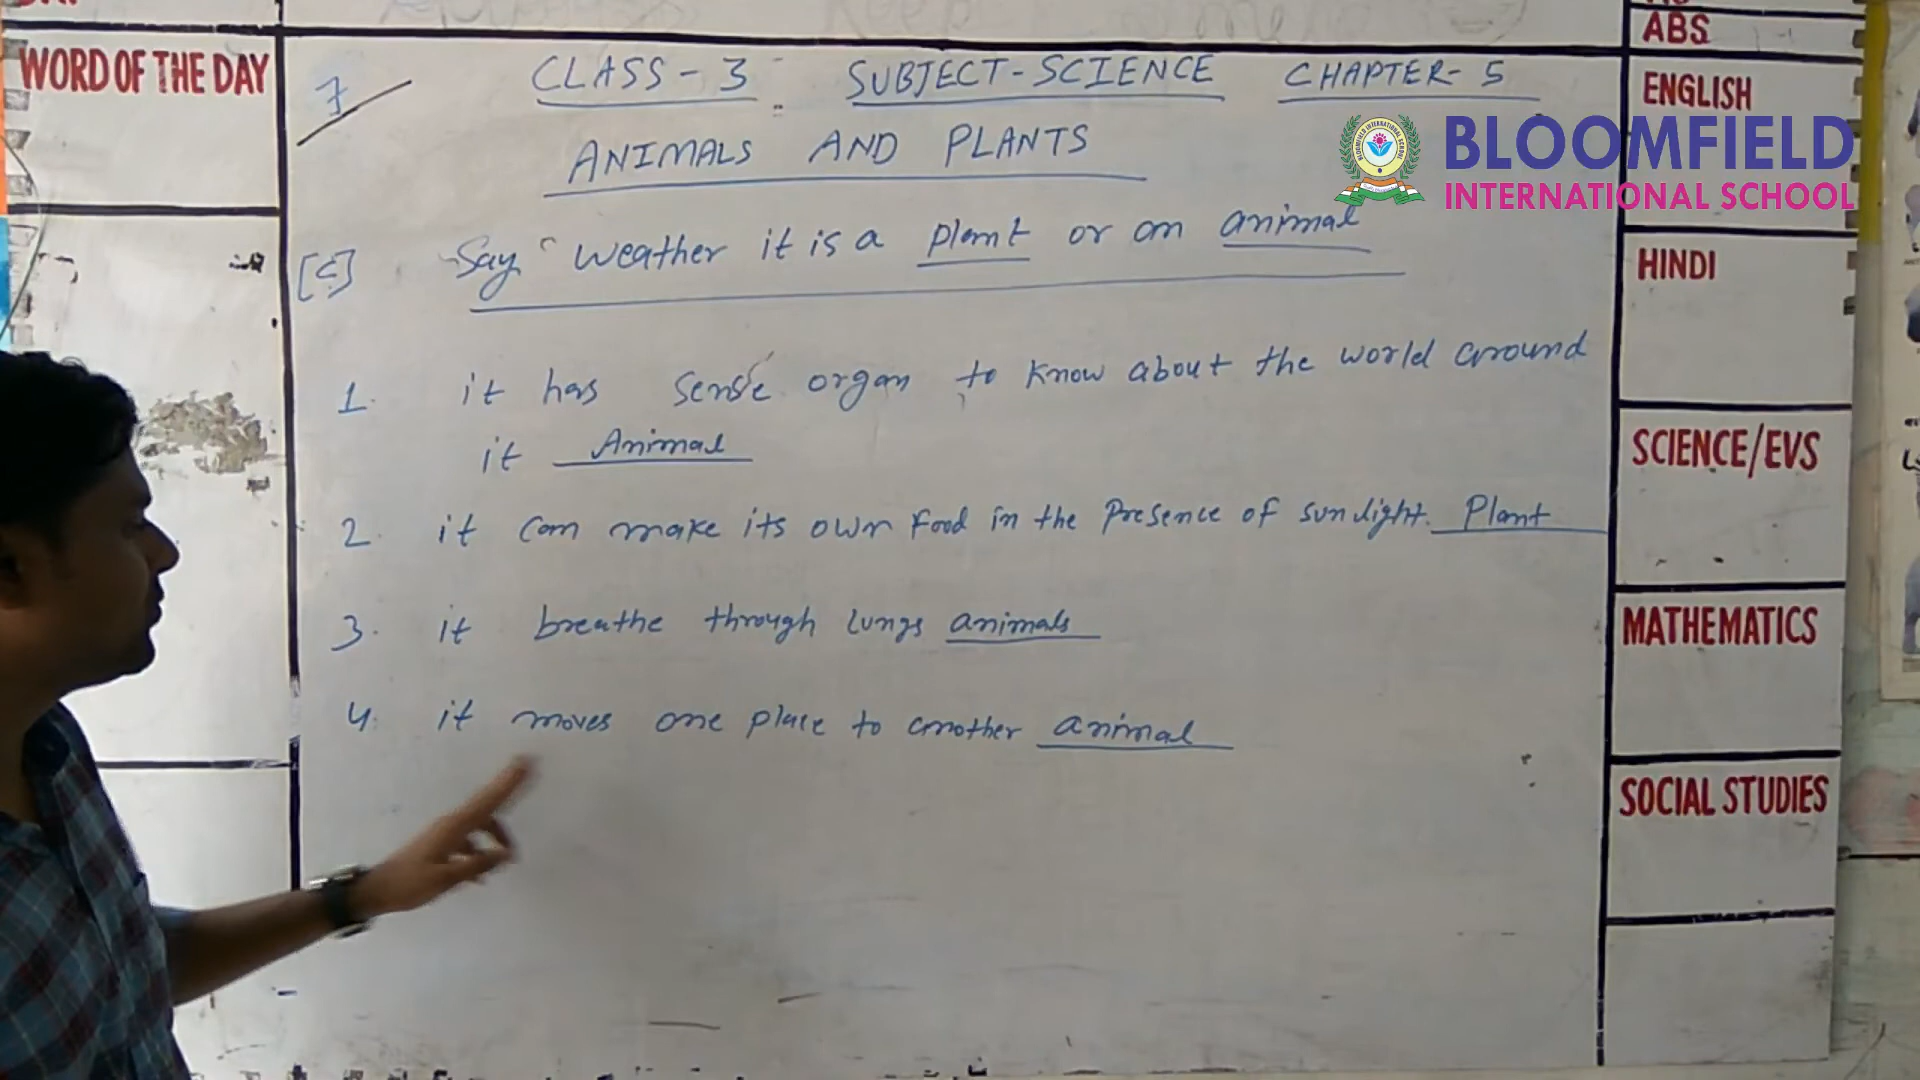 ABS
WORD OF THE DAY
7
CLASS - 3 SUBJECT-SCIENCE CHAPTER- 5
ENGLISH
ANIMALS AND PLANTS
BLOOMFIELD
INTERNATIONAL SCHOOL
[C] Say weather it is a plant or an animal
HINDI
1. it has sense organ to know about the world around
it Animal
SCIENCE/EVS
2. it can make its own food in the presence of sunlight. Plant
3. it breathe through lungs animals
MATHEMATICS
4. it moves one place to another animal
SOCIAL STUDIES